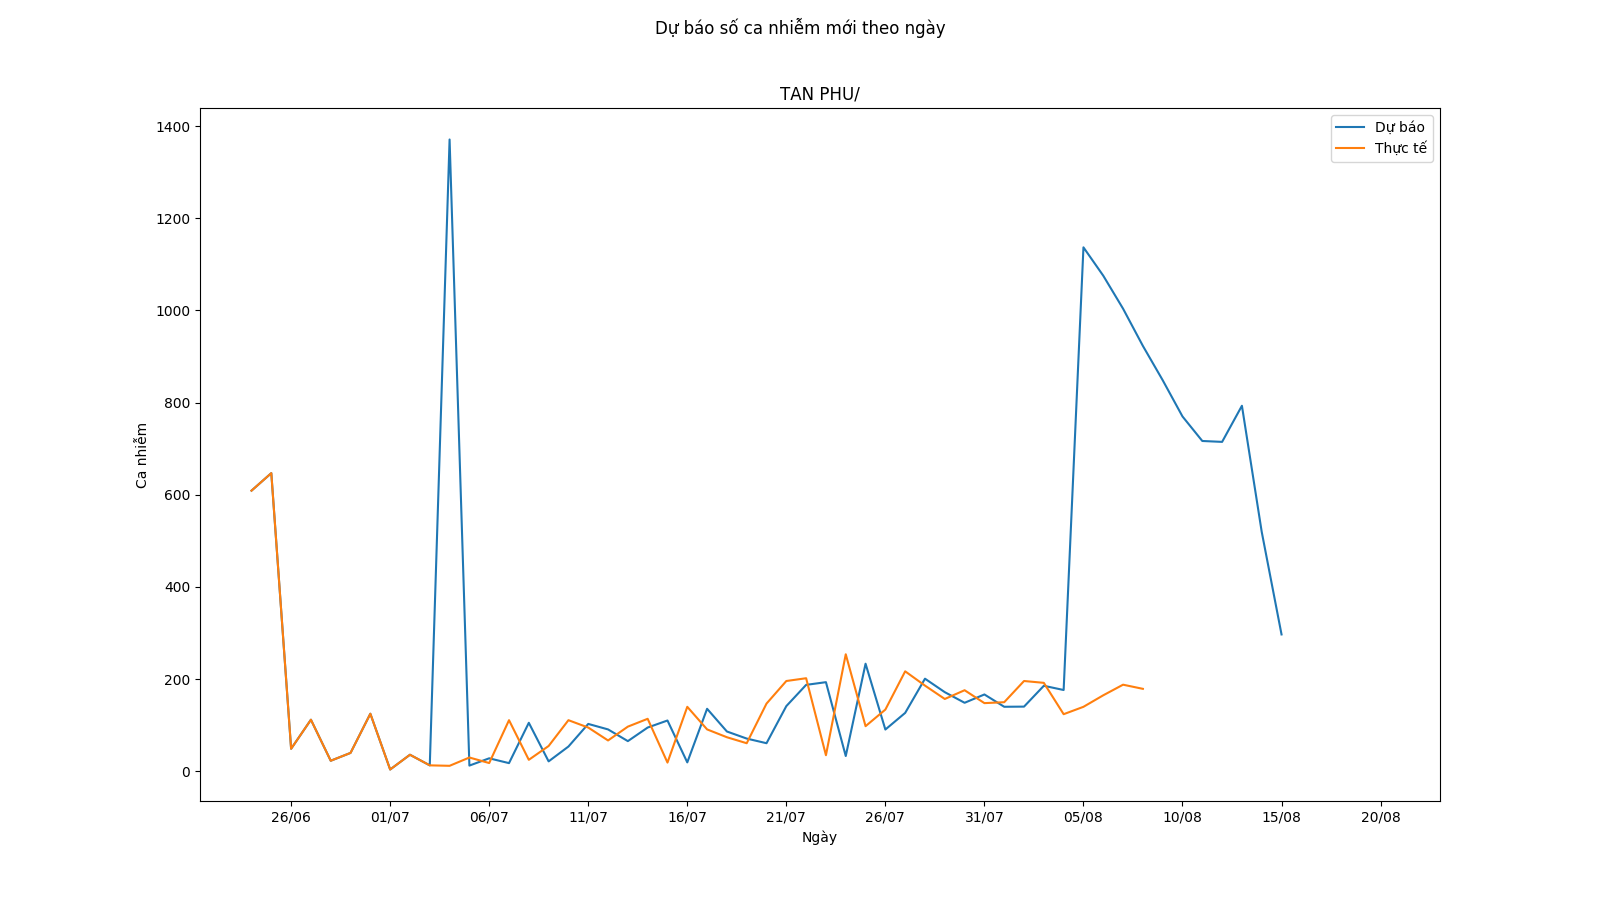 Dự báo số ca nhiễm mới theo ngày
TAN PHU/
Dự báo
Thực tế
Ca nhiễm
1400
1200
1000
800
600
400
200
0
26/06 01/07 06/07 11/07 16/07 21/07 26/07 31/07 05/08 10/08 15/08 20/08
Ngày